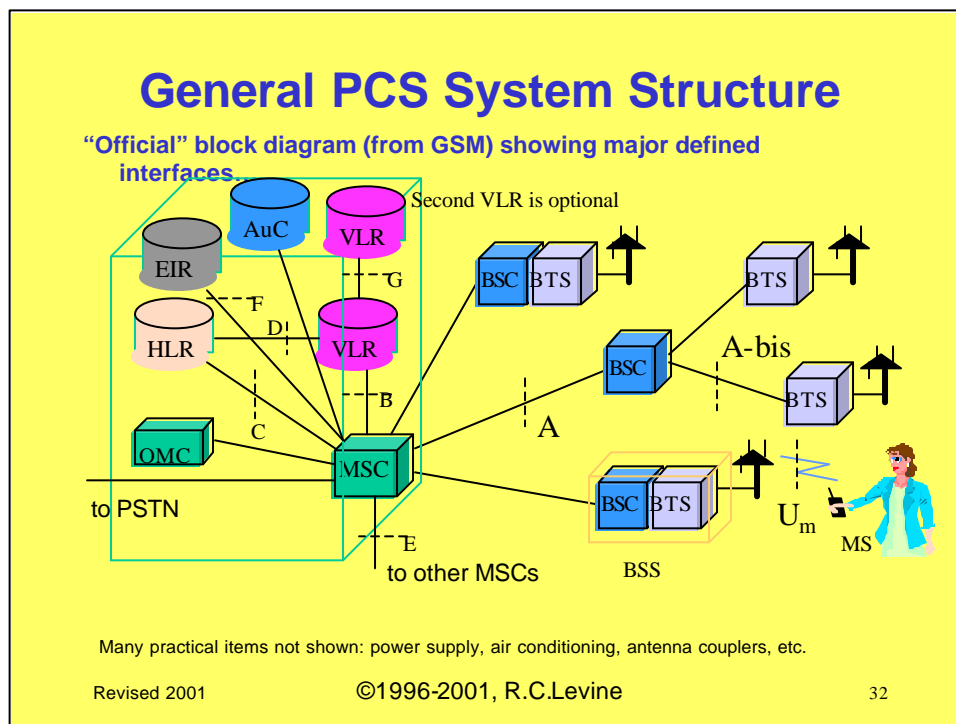 General PCS System Structure
“Official” block diagram (from GSM) showing major defined
interfaces…
Second VLR is optional
AuC
VLR
EIR
BSC
BTS
BTS
G
F
D
HLR
VLR
BSC
A-bis
B
BTS
C
A
OMC
MSC
to PSTN
BSC
BTS
Um
MS
E
BSS
to other MSCs
Many practical items not shown: power supply, air conditioning, antenna couplers, etc.
Revised 2001
©1996-2001, R.C.Levine
32